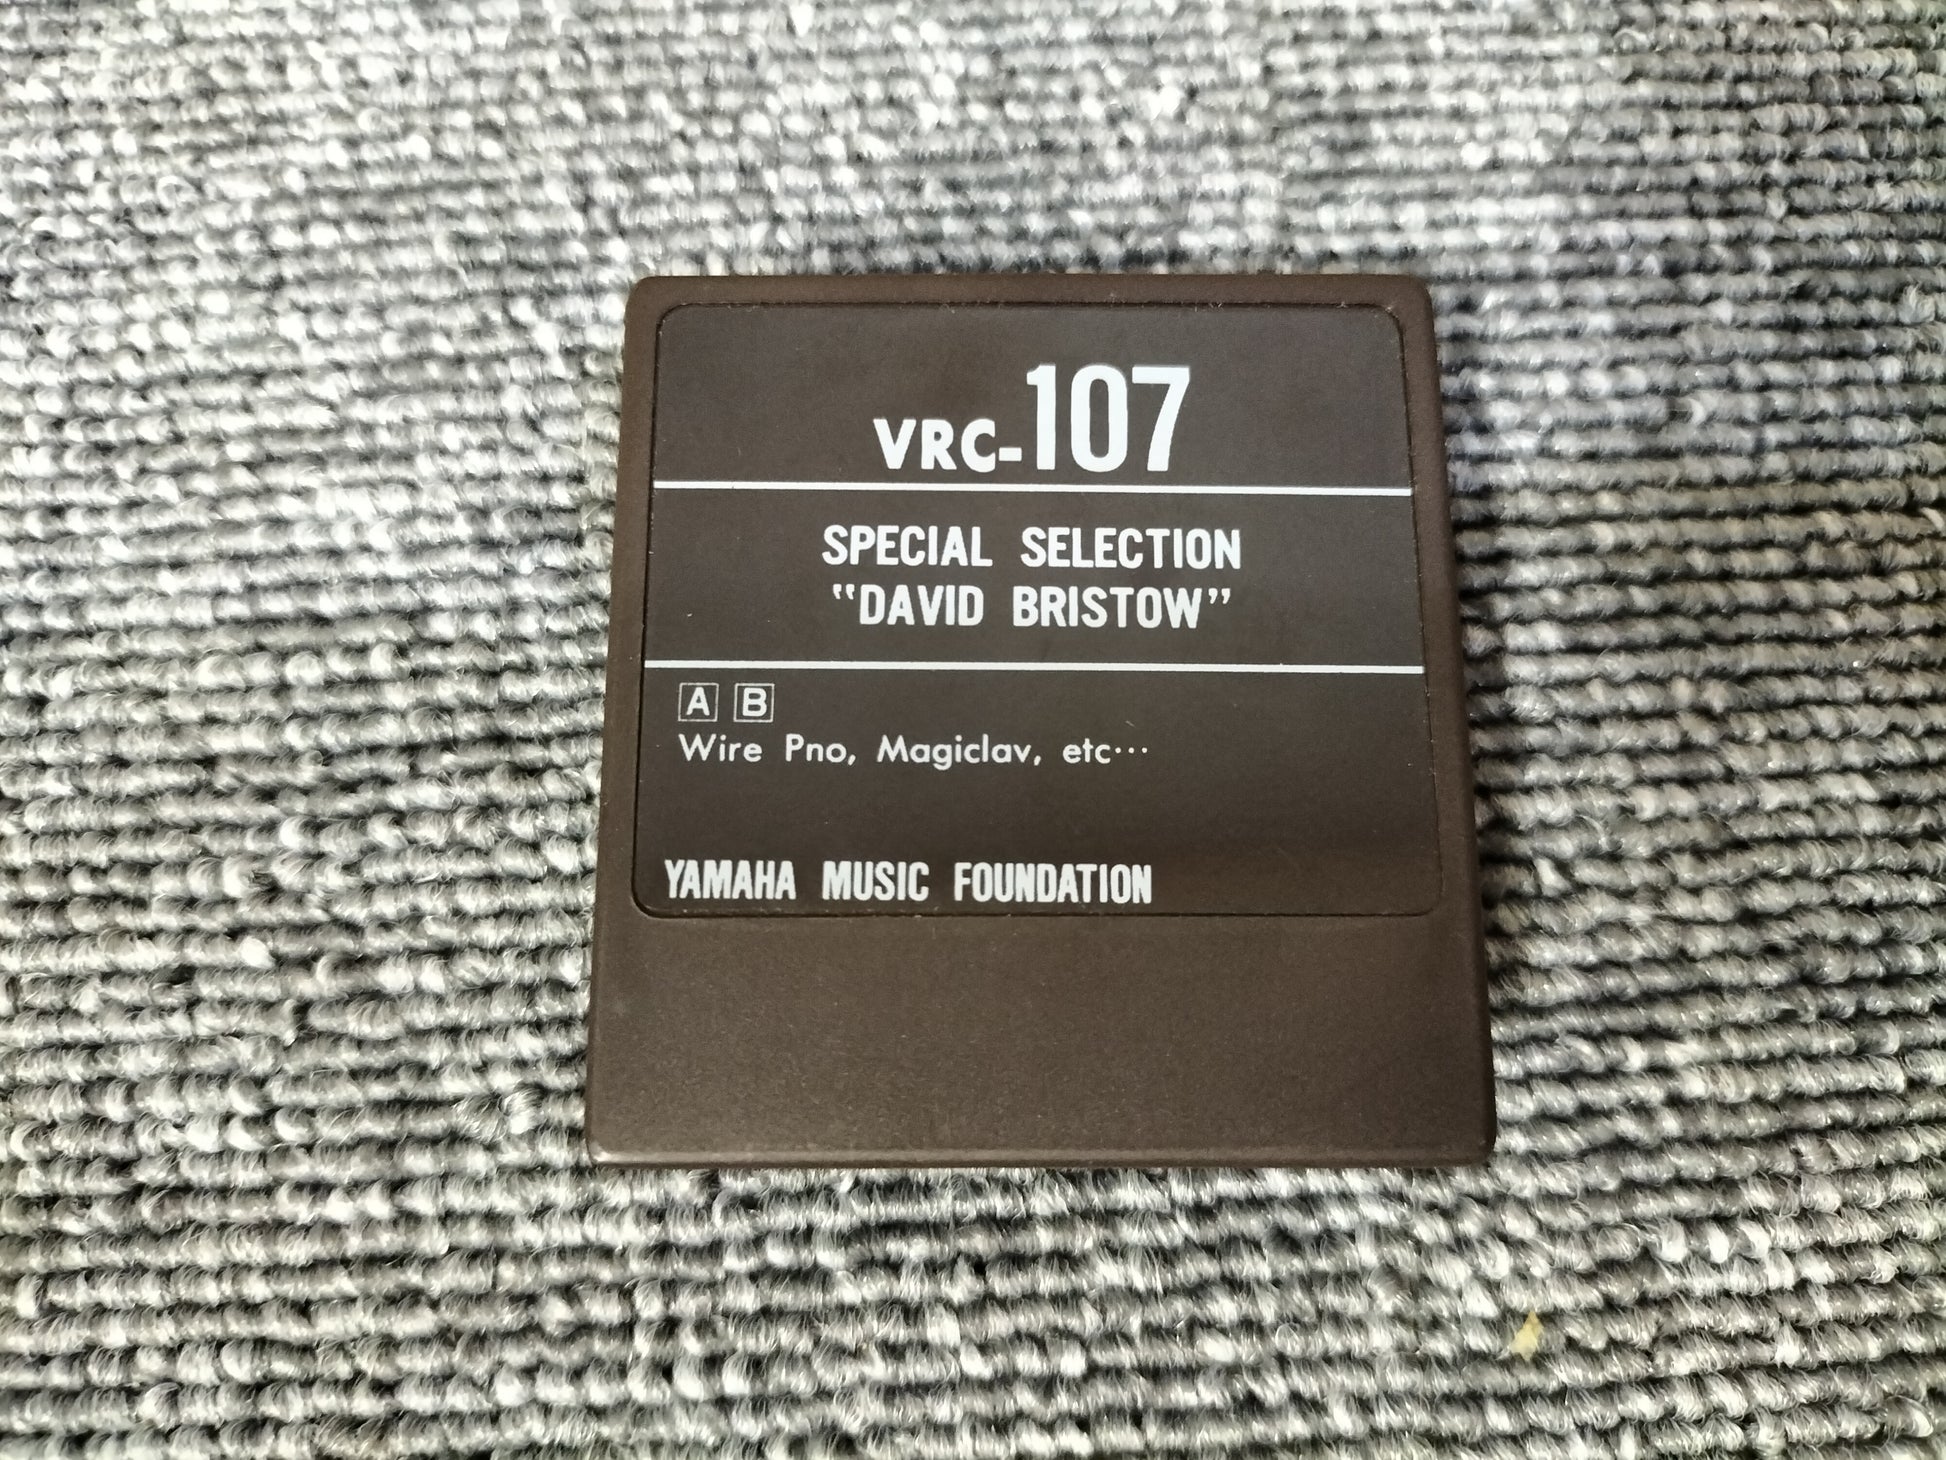 VRC-107
SPECIAL SELECTION
"DAVID BRISTOW"
A B
Wire Pno, Magiclav, etc···
YAMAHA MUSIC FOUNDATION